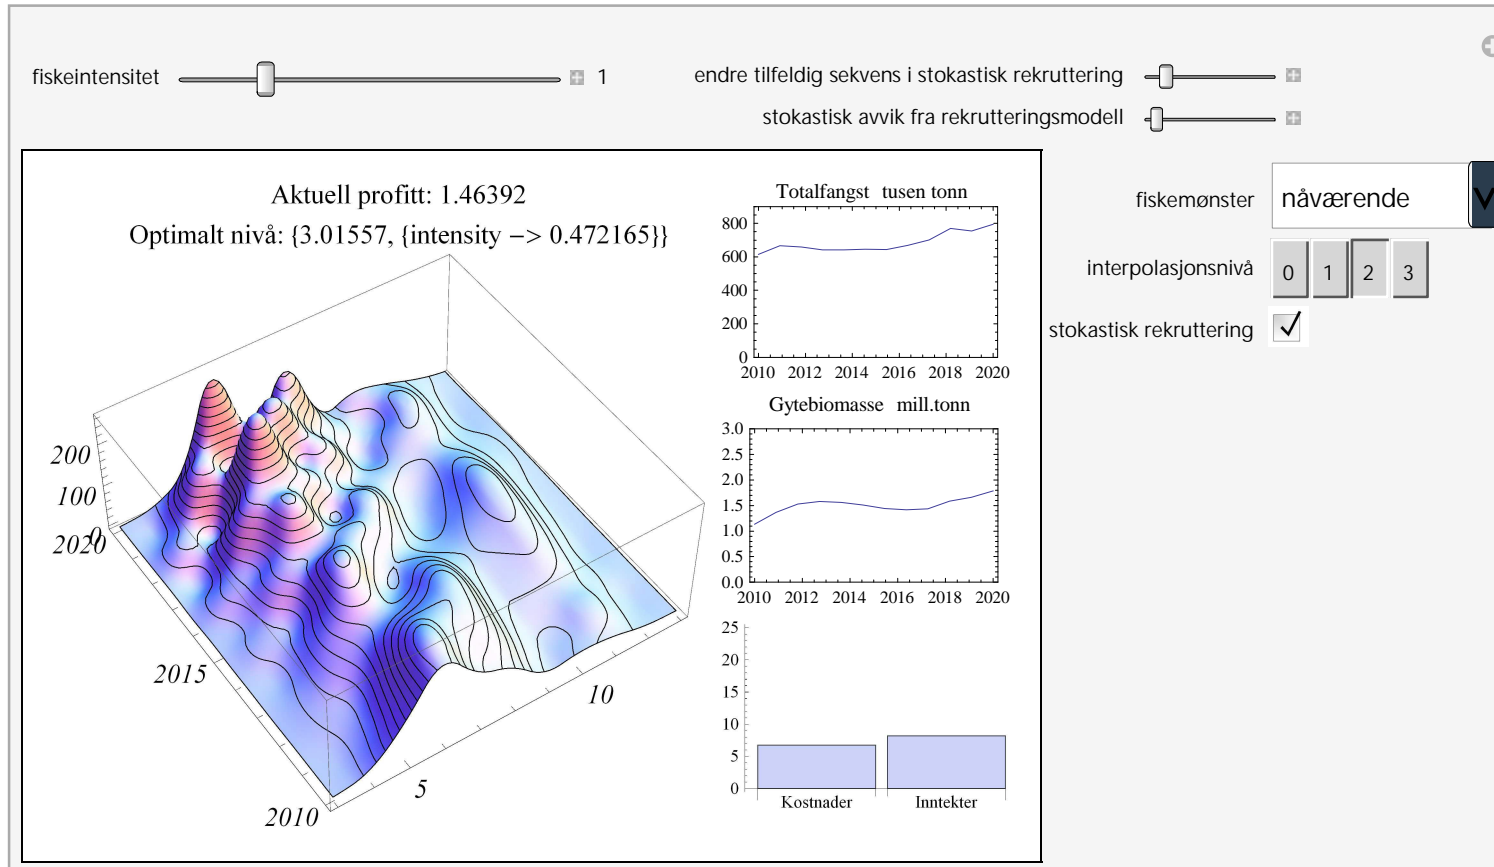 fiskeintensitet 1
endre tilfeldig sekvens i stokastisk rekruttering
stokastisk avvik fra rekrutteringsmodell
fiskemønster nåværende
interpolasjonsnivå 0 1 2 3
stokastisk rekruttering
Aktuell profitt: 1.46392
Optimalt nivå: {3.01557, {intensity −> 0.472165}}
200
100
0
2020
2015
2010
5
10
Totalfangst tusen tonn
800
600
400
200
0
2010 2012 2014 2016 2018 2020
Gytebiomasse mill.tonn
3.0
2.5
2.0
1.5
1.0
0.5
0.0
2010 2012 2014 2016 2018 2020
25
20
15
10
5
0
Kostnader Inntekter